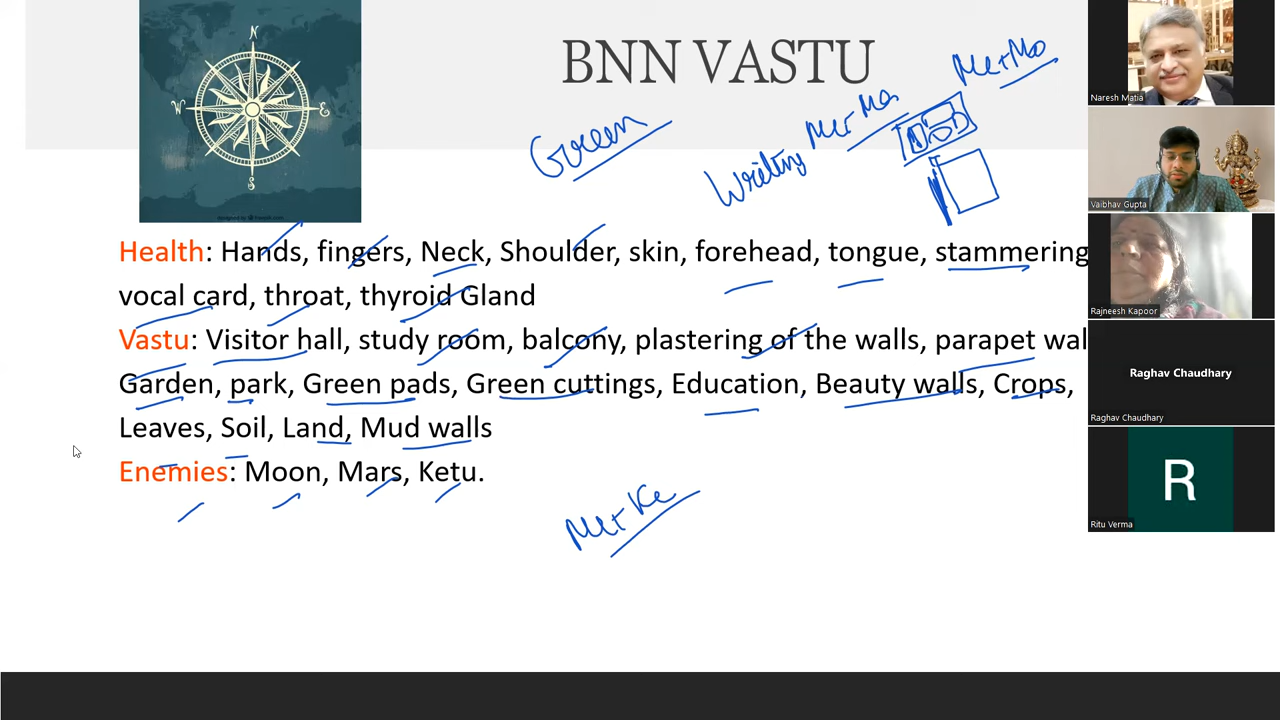 N
W
E
S
BNN VASTU
Green
Writing
Me+Ma
Me+Mo
Health: Hands, fingers, Neck, Shoulder, skin, forehead, tongue, stammering
vocal card, throat, thyroid Gland
Vastu: Visitor hall, study room, balcony, plastering of the walls, parapet wal
Garden, park, Green pads, Green cuttings, Education, Beauty walls, Crops,
Leaves, Soil, Land, Mud walls
Enemies: Moon, Mars, Ketu.
Me+Ke
Naresh Matia
Vaibhav Gupta
Rajneesh Kapoor
Raghav Chaudhary
Raghav Chaudhary
R
Ritu Verma